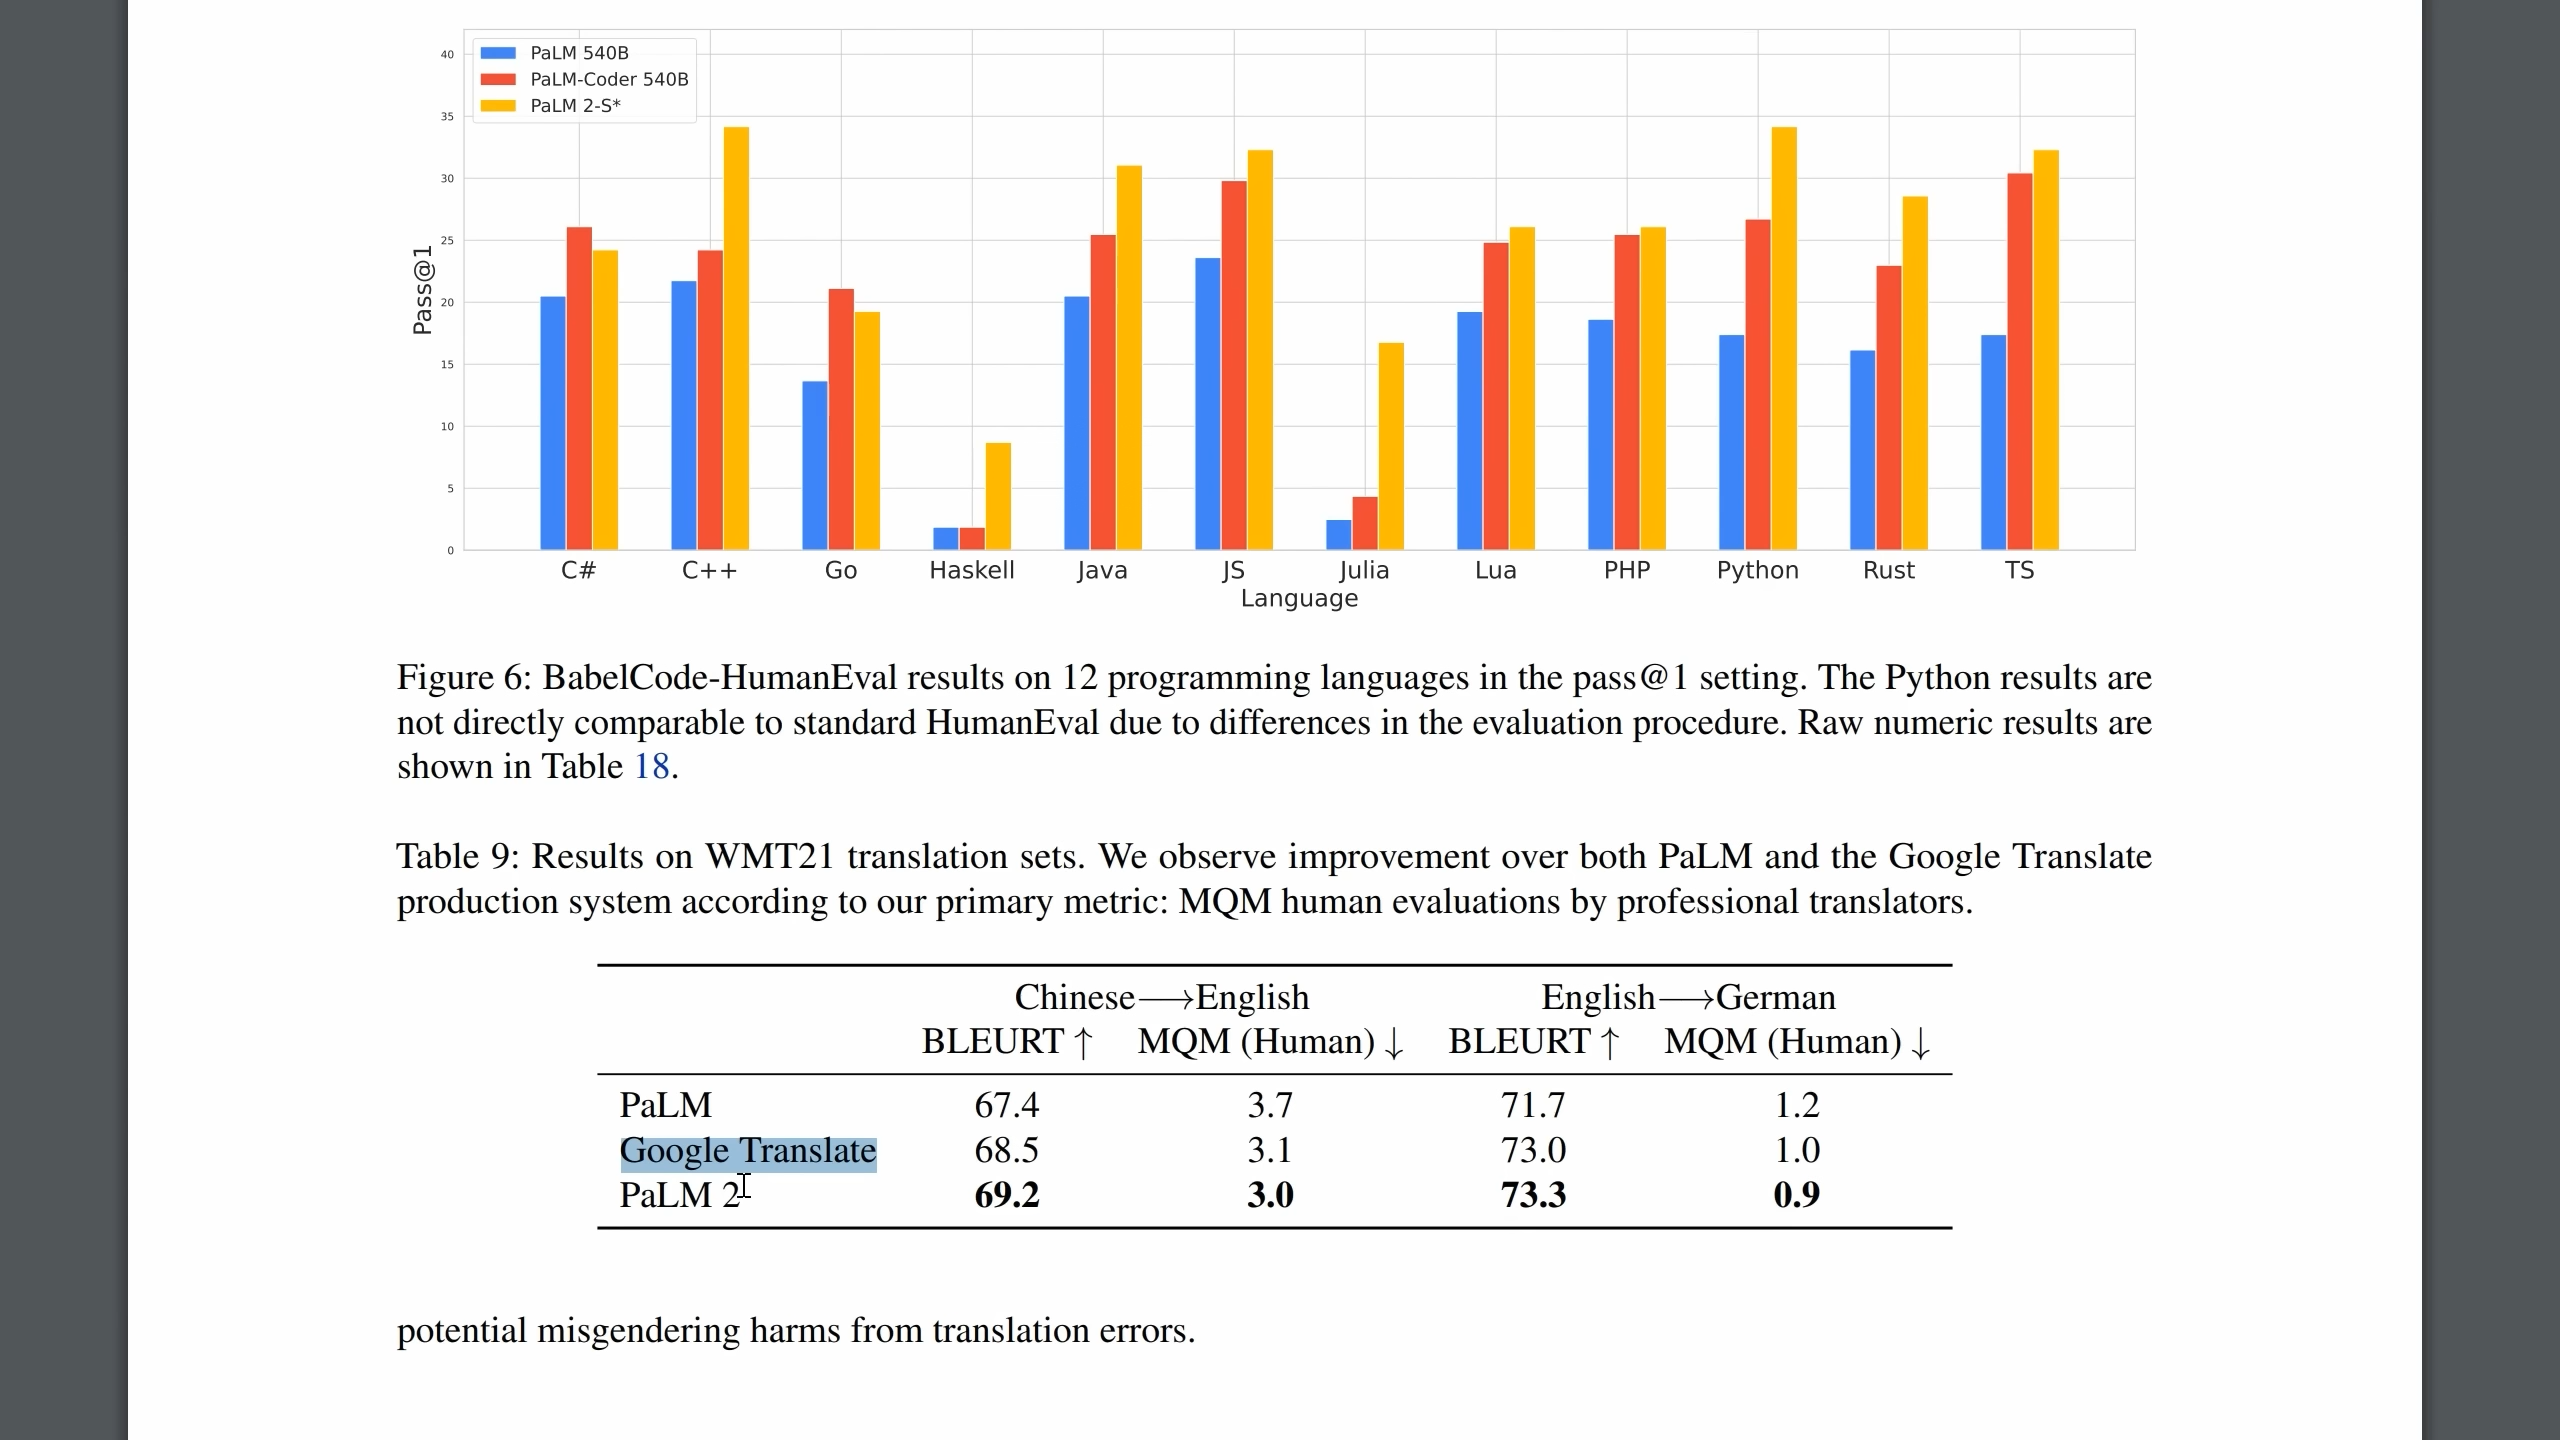 PaLM 540B
PaLM-Coder 540B
PaLM 2-S*
40
35
30
25
20
15
10
5
0
Pass@1
C# C++ Go Haskell Java JS Julia Lua PHP Python Rust TS
Language
Figure 6: BabelCode-HumanEval results on 12 programming languages in the pass@1 setting. The Python results are
not directly comparable to standard HumanEval due to differences in the evaluation procedure. Raw numeric results are
shown in Table 18.
Table 9: Results on WMT21 translation sets. We observe improvement over both PaLM and the Google Translate
production system according to our primary metric: MQM human evaluations by professional translators.
Chinese⟶English English⟶German
BLEURT ↑ MQM (Human) ↓ BLEURT ↑ MQM (Human) ↓
PaLM 67.4 3.7 71.7 1.2
Google Translate 68.5 3.1 73.0 1.0
PaLM 2 69.2 3.0 73.3 0.9
potential misgendering harms from translation errors.